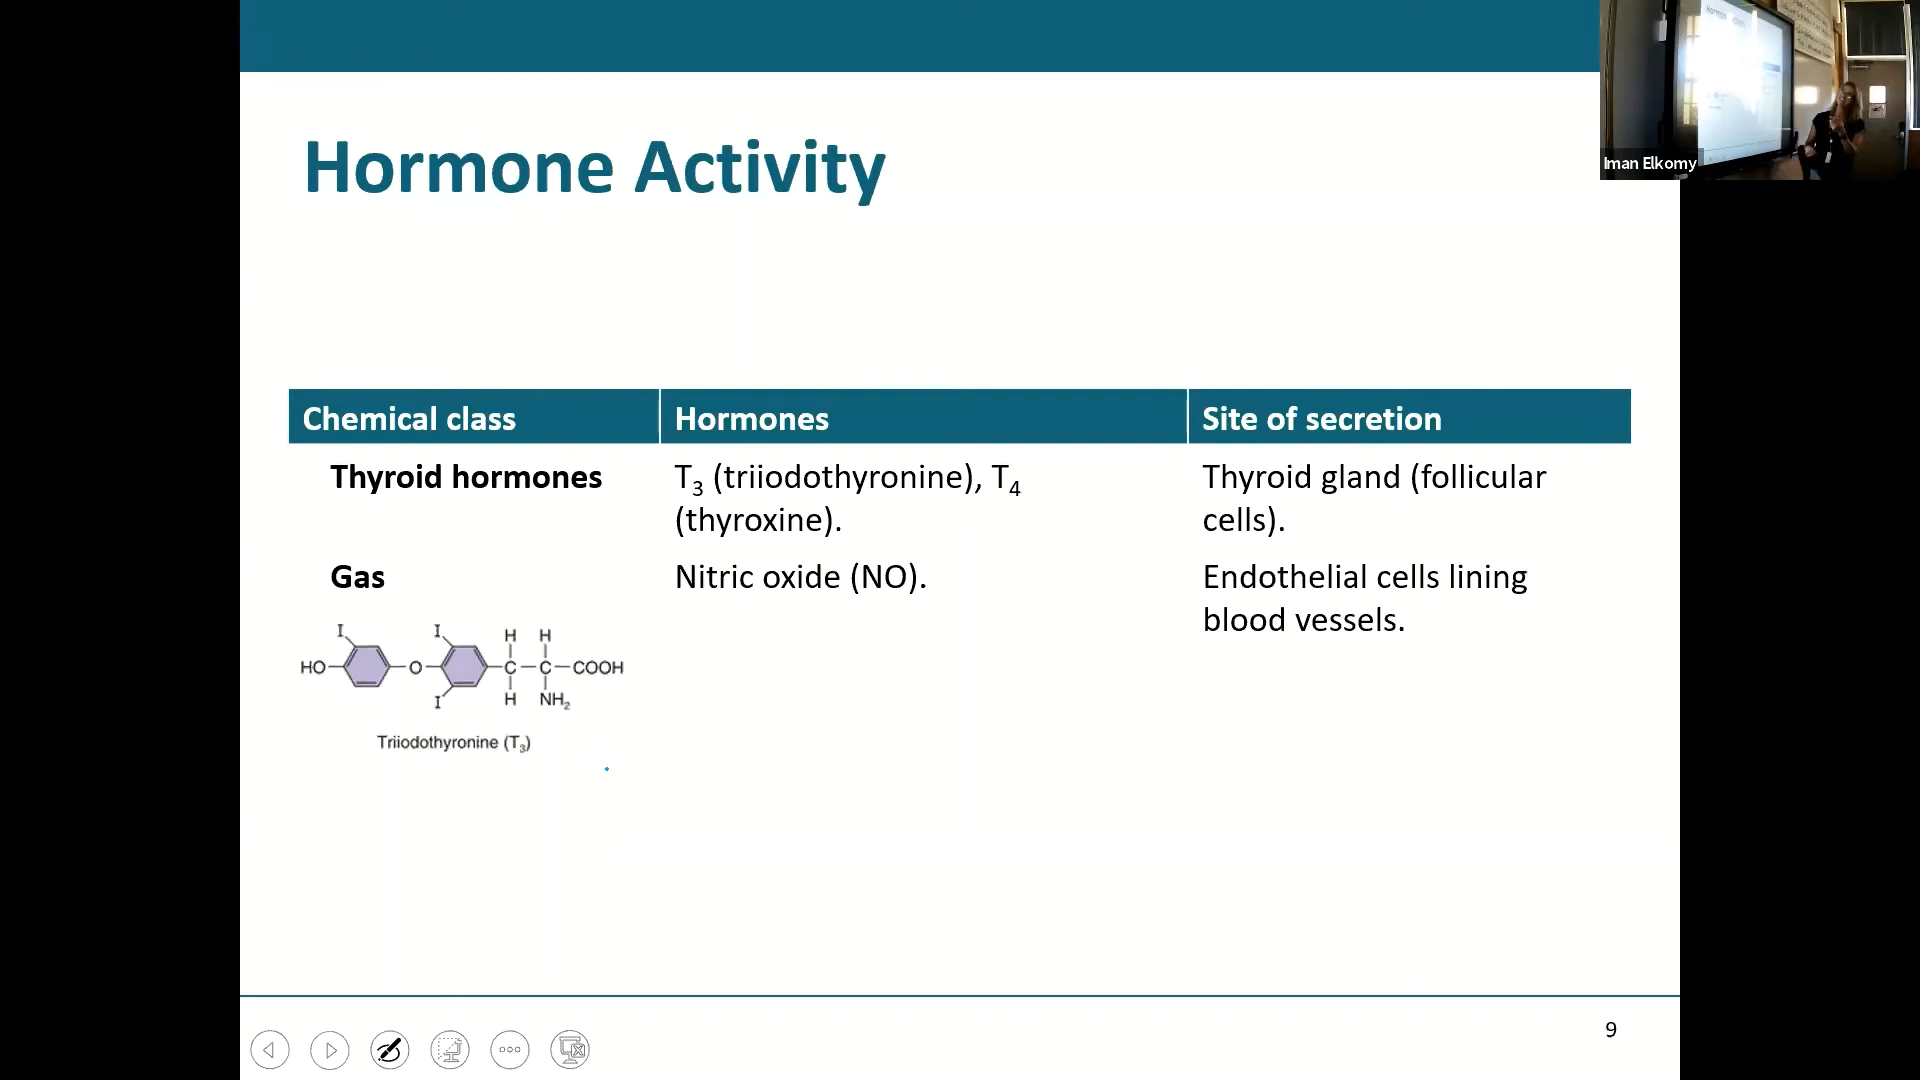 Hormone Activity
Iman Elkomy
Chemical class Hormones Site of secretion
Thyroid hormones T3 (triiodothyronine), T4 Thyroid gland (follicular
(thyroxine). cells).
Gas Nitric oxide (NO). Endothelial cells lining
blood vessels.
I I H H
HO O C C COOH
I H NH2
Triiodothyronine (T3)
9